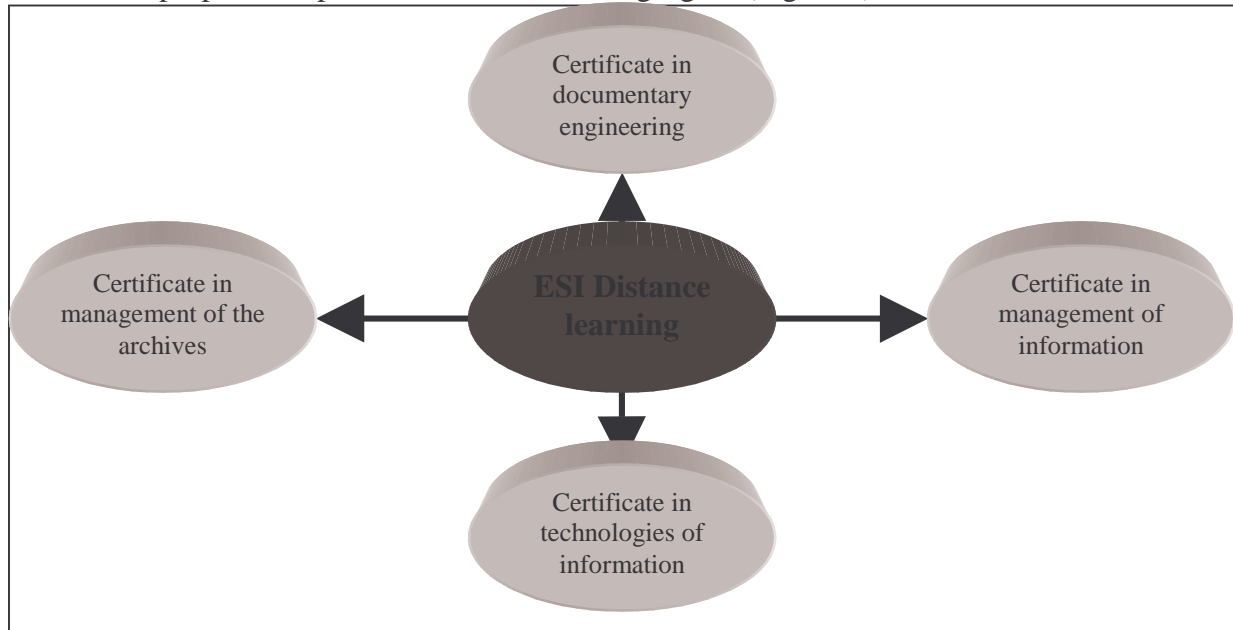 Certificate in
documentary
engineering
Certificate in
management of the
archives
ESI Distance
learning
Certificate in
management of
information
Certificate in
technologies of
information